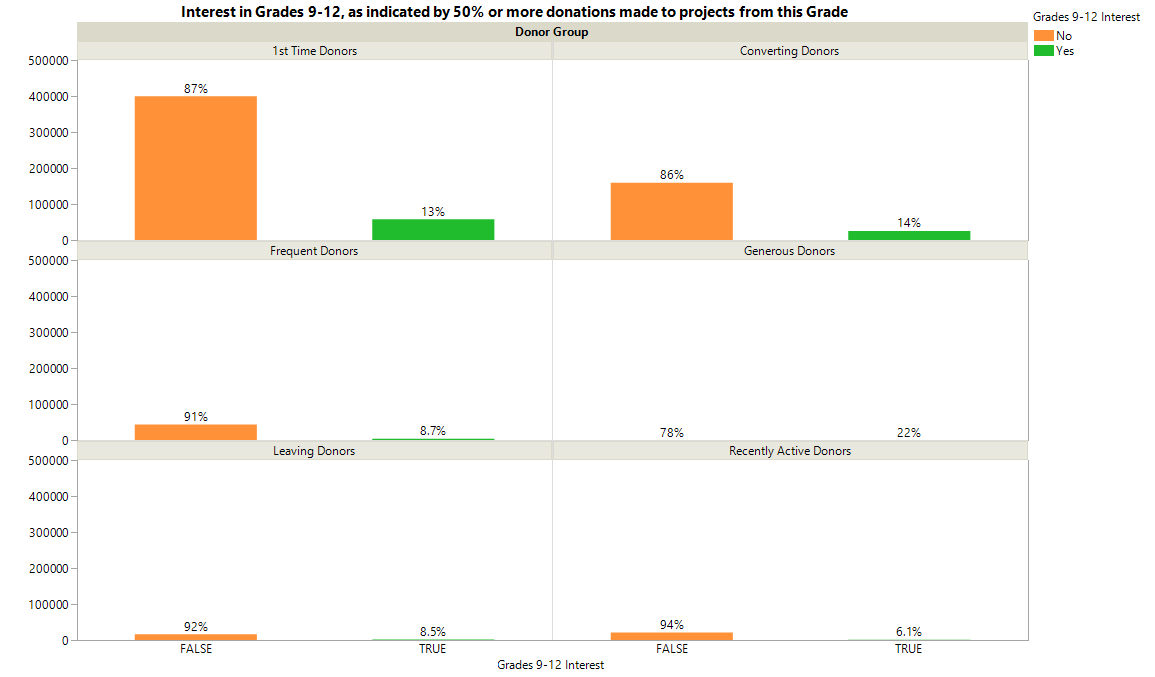 Interest in Grades 9-12, as indicated by 50% or more donations made to projects from this Grade
Donor Group
Grades 9-12 Interest
No
Yes
1st Time Donors
Converting Donors
500000
400000
300000
200000
100000
0
87%
13%
86%
14%
Frequent Donors
Generous Donors
500000
400000
300000
200000
100000
0
91%
8.7%
78%
22%
Leaving Donors
Recently Active Donors
500000
400000
300000
200000
100000
0
92%
8.5%
94%
6.1%
FALSE
TRUE
FALSE
TRUE
Grades 9-12 Interest